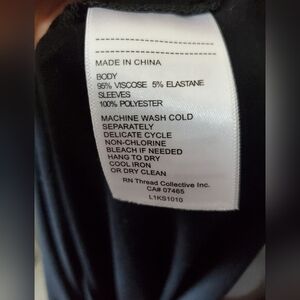 MADE IN CHINA
BODY
95% VISCOSE 5% ELASTANE
SLEEVES
100% POLYESTER
MACHINE WASH COLD
SEPARATELY
DELICATE CYCLE
NON-CHLORINE
BLEACH IF NEEDED
HANG TO DRY
COOL IRON
OR DRY CLEAN
RN Thread Collective Inc.
CA# 07465
L1KS1010